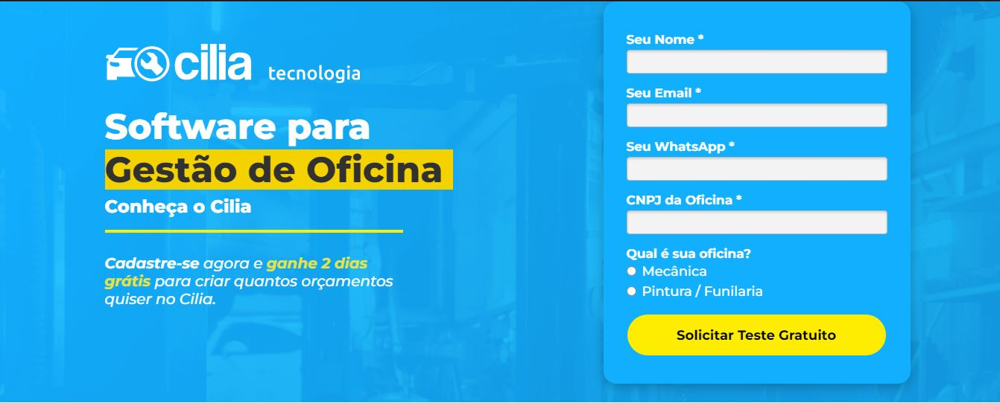 cilia tecnologia
Software para
Gestão de Oficina
Conheça o Cilia
Cadastre-se agora e ganhe 2 dias
grátis para criar quantos orçamentos
quiser no Cilia.
Seu Nome *
Seu Email *
Seu WhatsApp *
CNPJ da Oficina *
Qual é sua oficina?
Mecânica
Pintura / Funilaria
Solicitar Teste Gratuito